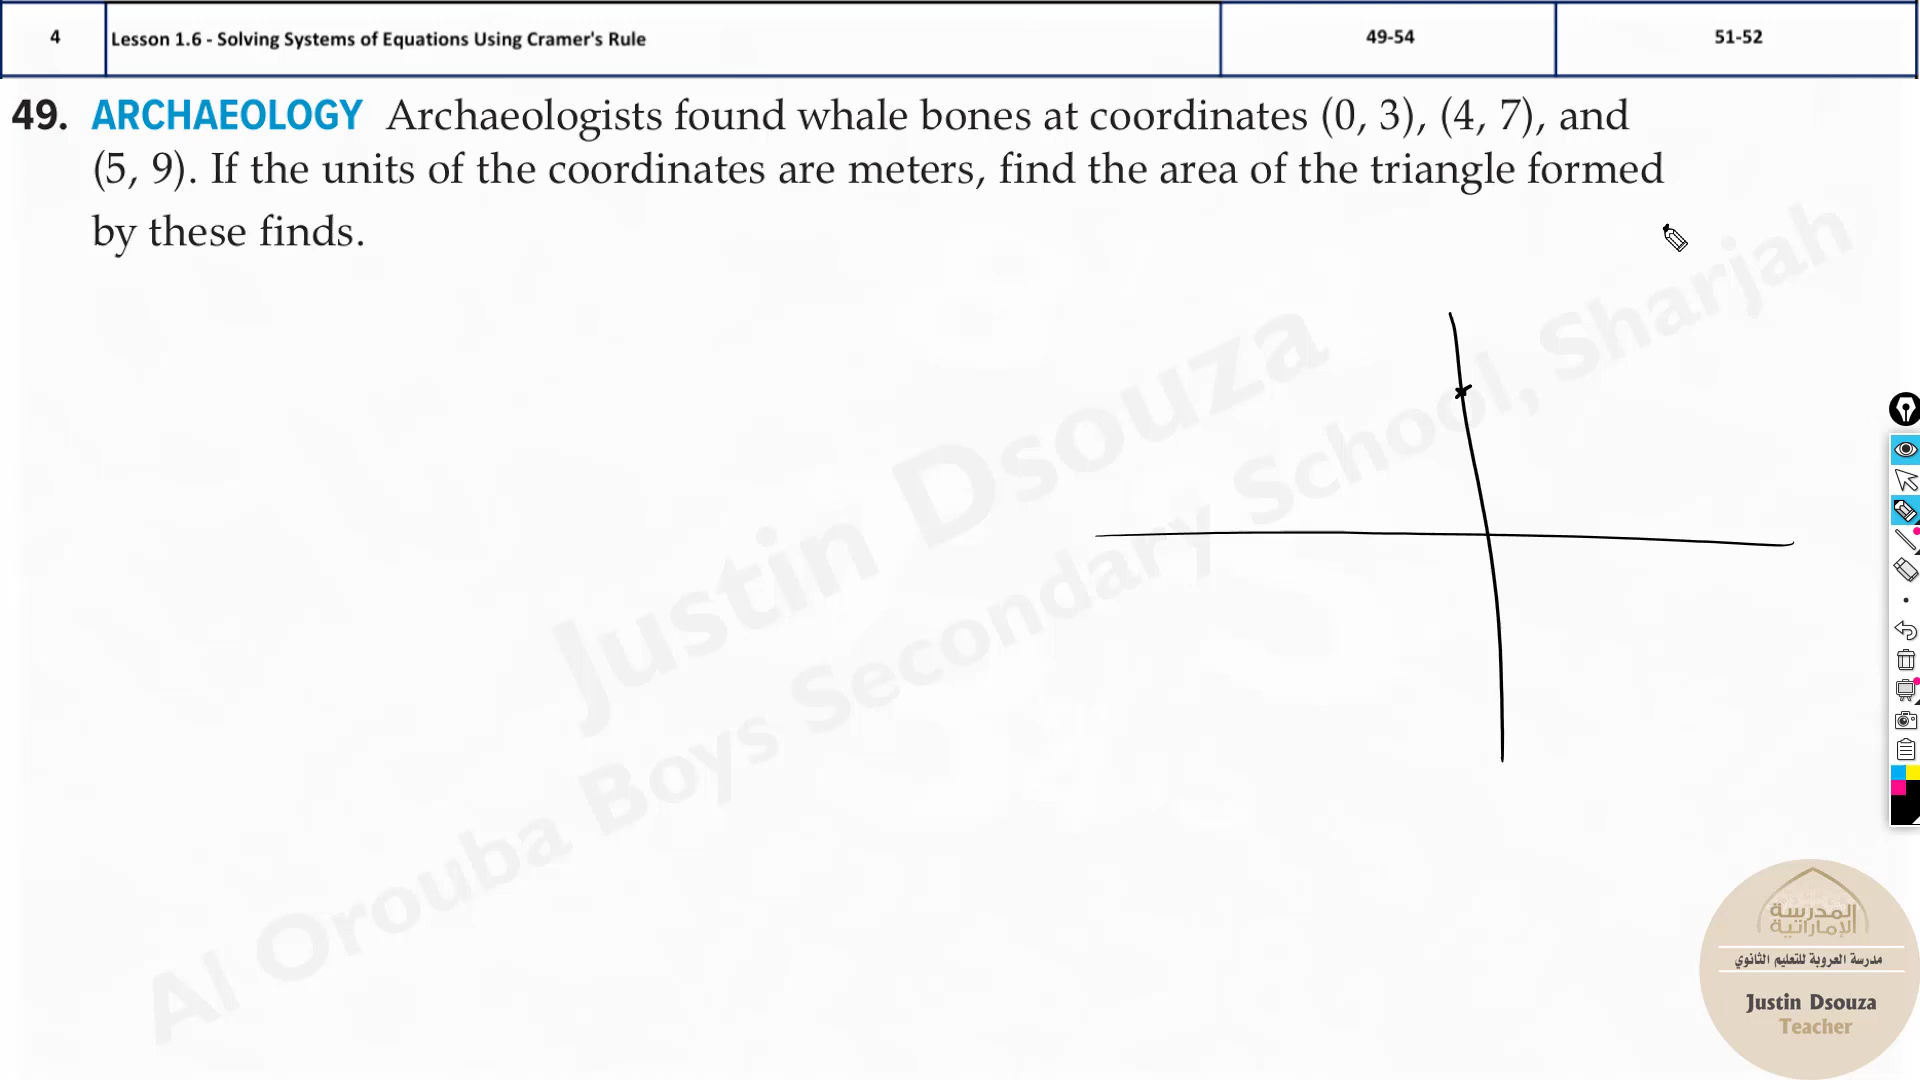 4
Lesson 1.6 - Solving Systems of Equations Using Cramer's Rule
49-54
51-52
49. ARCHAEOLOGY Archaeologists found whale bones at coordinates (0, 3), (4, 7), and
(5, 9). If the units of the coordinates are meters, find the area of the triangle formed
by these finds.
Justin Dsouza
Al Orouba Boys Secondary School, Sharjah
المدرسة
الإماراتية
مدرسة العروبة للتعليم الثانوي
Justin Dsouza
Teacher